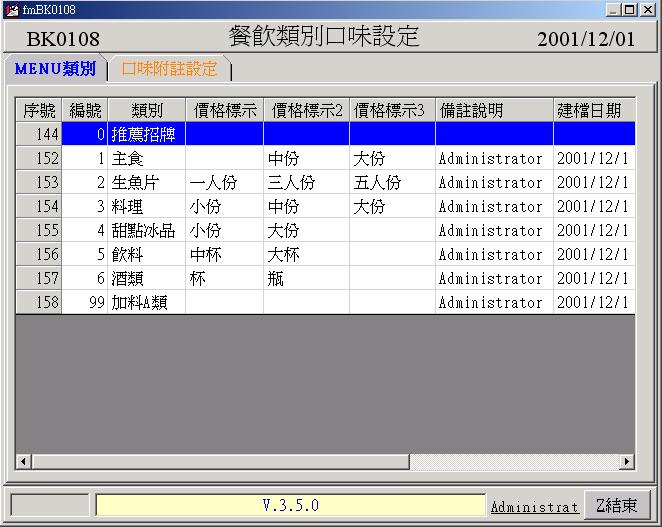 fmBK0108
BK0108 餐飲類別口味設定 2001/12/01
MENU類別 口味附註設定
序號 編號 類別 價格標示 價格標示2 價格標示3 備註說明 建檔日期
144 0 推薦招牌
152 1 主食 中份 大份 Administrator 2001/12/1
153 2 生魚片 一人份 三人份 五人份 Administrator 2001/12/1
154 3 料理 小份 中份 大份 Administrator 2001/12/1
155 4 甜點冰品 小份 大份 Administrator 2001/12/1
156 5 飲料 中杯 大杯 Administrator 2001/12/1
157 6 酒類 杯 瓶 Administrator 2001/12/1
158 99 加料A類 Administrator 2001/12/1
V.3.5.0 Administrat Z結束